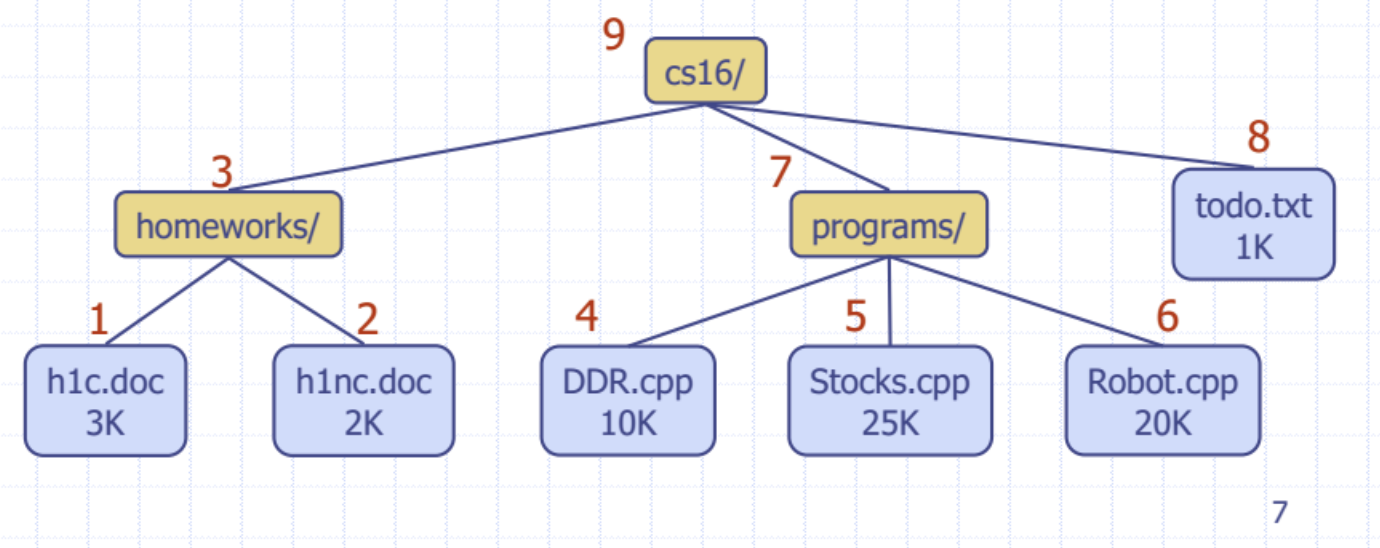 9
cs16/
8
3
7
homeworks/
programs/
todo.txt
1K
1
2
4
5
6
h1c.doc
3K
h1nc.doc
2K
DDR.cpp
10K
Stocks.cpp
25K
Robot.cpp
20K
7